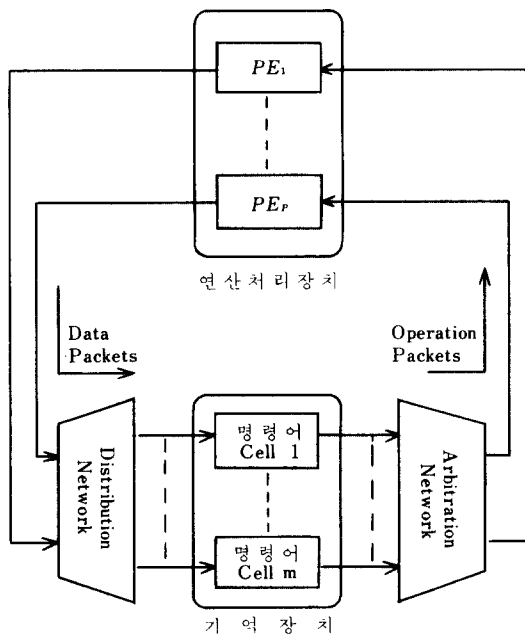 PE₁
PEₚ
연산처리장치
Data
Packets
Operation
Packets
Distribution
Network
명령어
Cell 1
명령어
Cell m
Arbitration
Network
기억장치